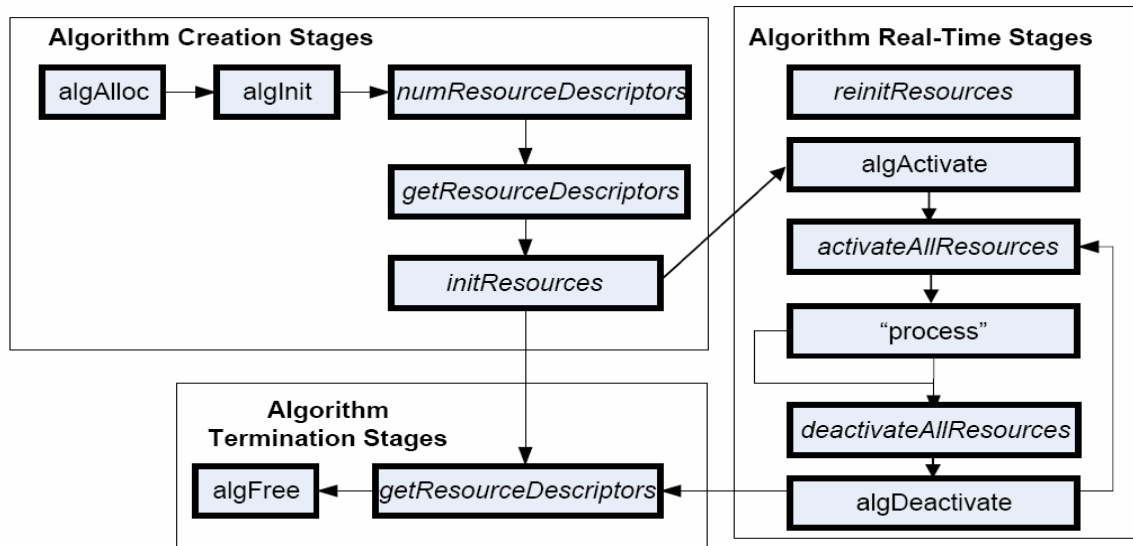 Algorithm Creation Stages
algAlloc
algInit
numResourceDescriptors
getResourceDescriptors
initResources
Algorithm Real-Time Stages
reinitResources
algActivate
activateAllResources
“process”
deactivateAllResources
algDeactivate
Algorithm
Termination Stages
algFree
getResourceDescriptors